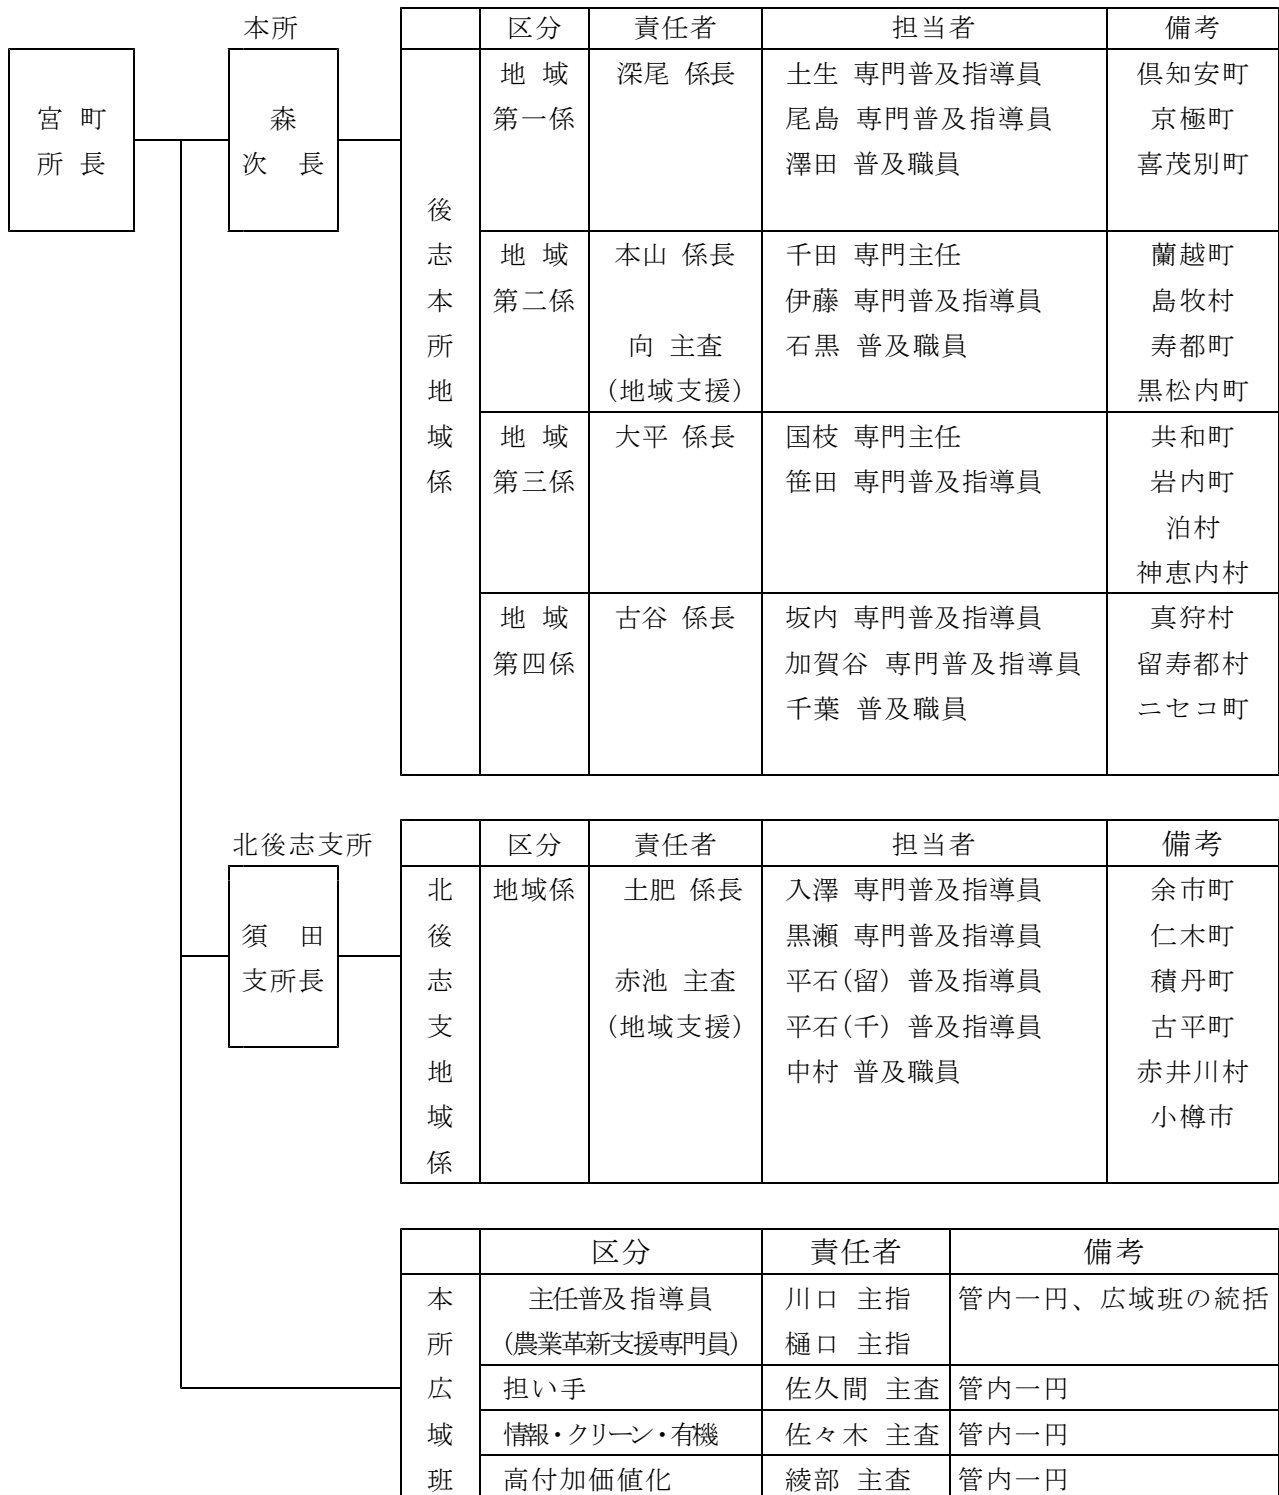 本所
宮 町
所 長
森
次 長
区分 責任者 担当者 備考
後志本所地域係
地 域 深尾 係長 土生 専門普及指導員 倶知安町
第一係 尾島 専門普及指導員 京極町
澤田 普及職員 喜茂別町
地 域 本山 係長 千田 専門主任 蘭越町
第二係 伊藤 専門普及指導員 島牧村
向 主査 石黒 普及職員 寿都町
(地域支援) 黒松内町
地 域 大平 係長 国枝 専門主任 共和町
第三係 笹田 専門普及指導員 岩内町
泊村
神恵内村
地 域 古谷 係長 坂内 専門普及指導員 真狩村
第四係 加賀谷 専門普及指導員 留寿都村
千葉 普及職員 ニセコ町
北後志支所
須 田
支所長
区分 責任者 担当者 備考
北後志支地域係
地域係 土肥 係長 入澤 専門普及指導員 余市町
黒瀬 専門普及指導員 仁木町
赤池 主査 平石(留) 普及指導員 積丹町
(地域支援) 平石(千) 普及指導員 古平町
中村 普及職員 赤井川村
小樽市
区分 責任者 備考
本所広域班
主任普及指導員 川口 主指 管内一円、広域班の統括
(農業革新支援専門員) 樋口 主指
担い手 佐久間 主査 管内一円
情報・クリーン・有機 佐々木 主査 管内一円
高付加価値化 綾部 主査 管内一円